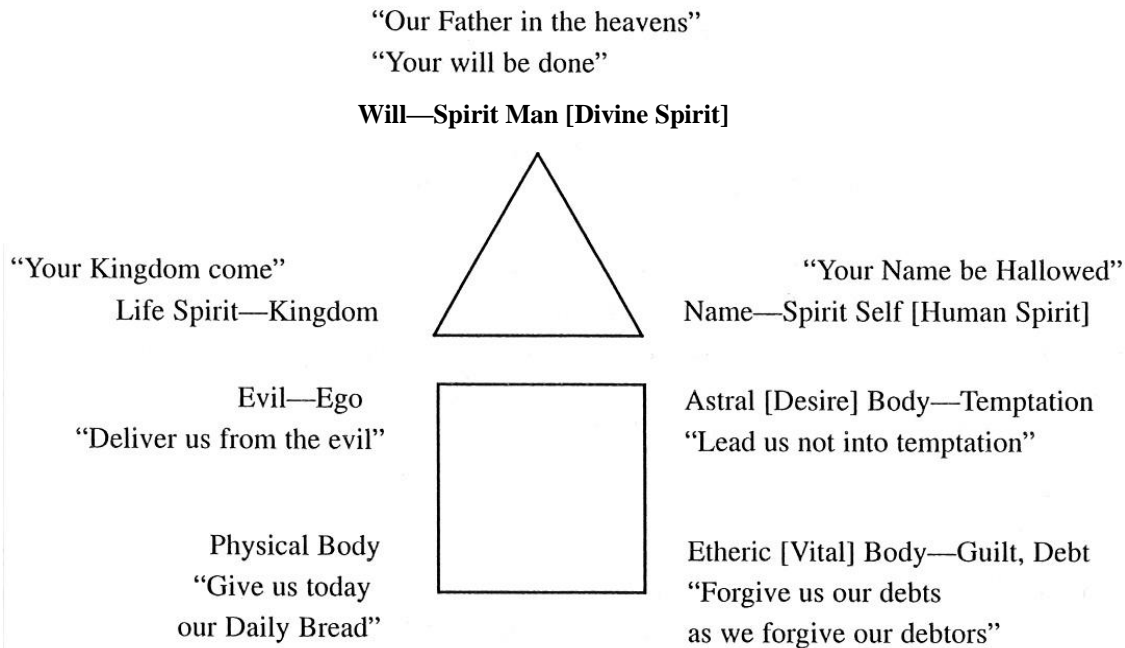 “Our Father in the heavens”
“Your will be done”
Will—Spirit Man [Divine Spirit]
“Your Kingdom come”
Life Spirit—Kingdom
“Your Name be Hallowed”
Name—Spirit Self [Human Spirit]
Evil—Ego
“Deliver us from the evil”
Astral [Desire] Body—Temptation
“Lead us not into temptation”
Physical Body
“Give us today
our Daily Bread”
Etheric [Vital] Body—Guilt, Debt
“Forgive us our debts
as we forgive our debtors”